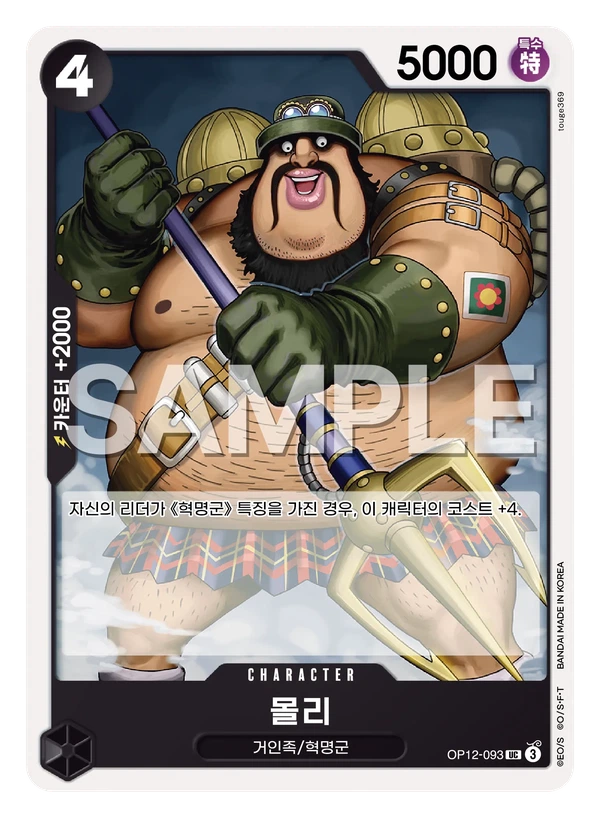 4
5000
특수
特
touge369
⚡카운터 +2000
SAMPLE
자신의 리더가 《혁명군》 특징을 가진 경우, 이 캐릭터의 코스트 +4.
CHARACTER
몰리
거인족/혁명군
OP12-093 UC 3
©EO/S ©O/S·F·T BANDAI MADE IN KOREA